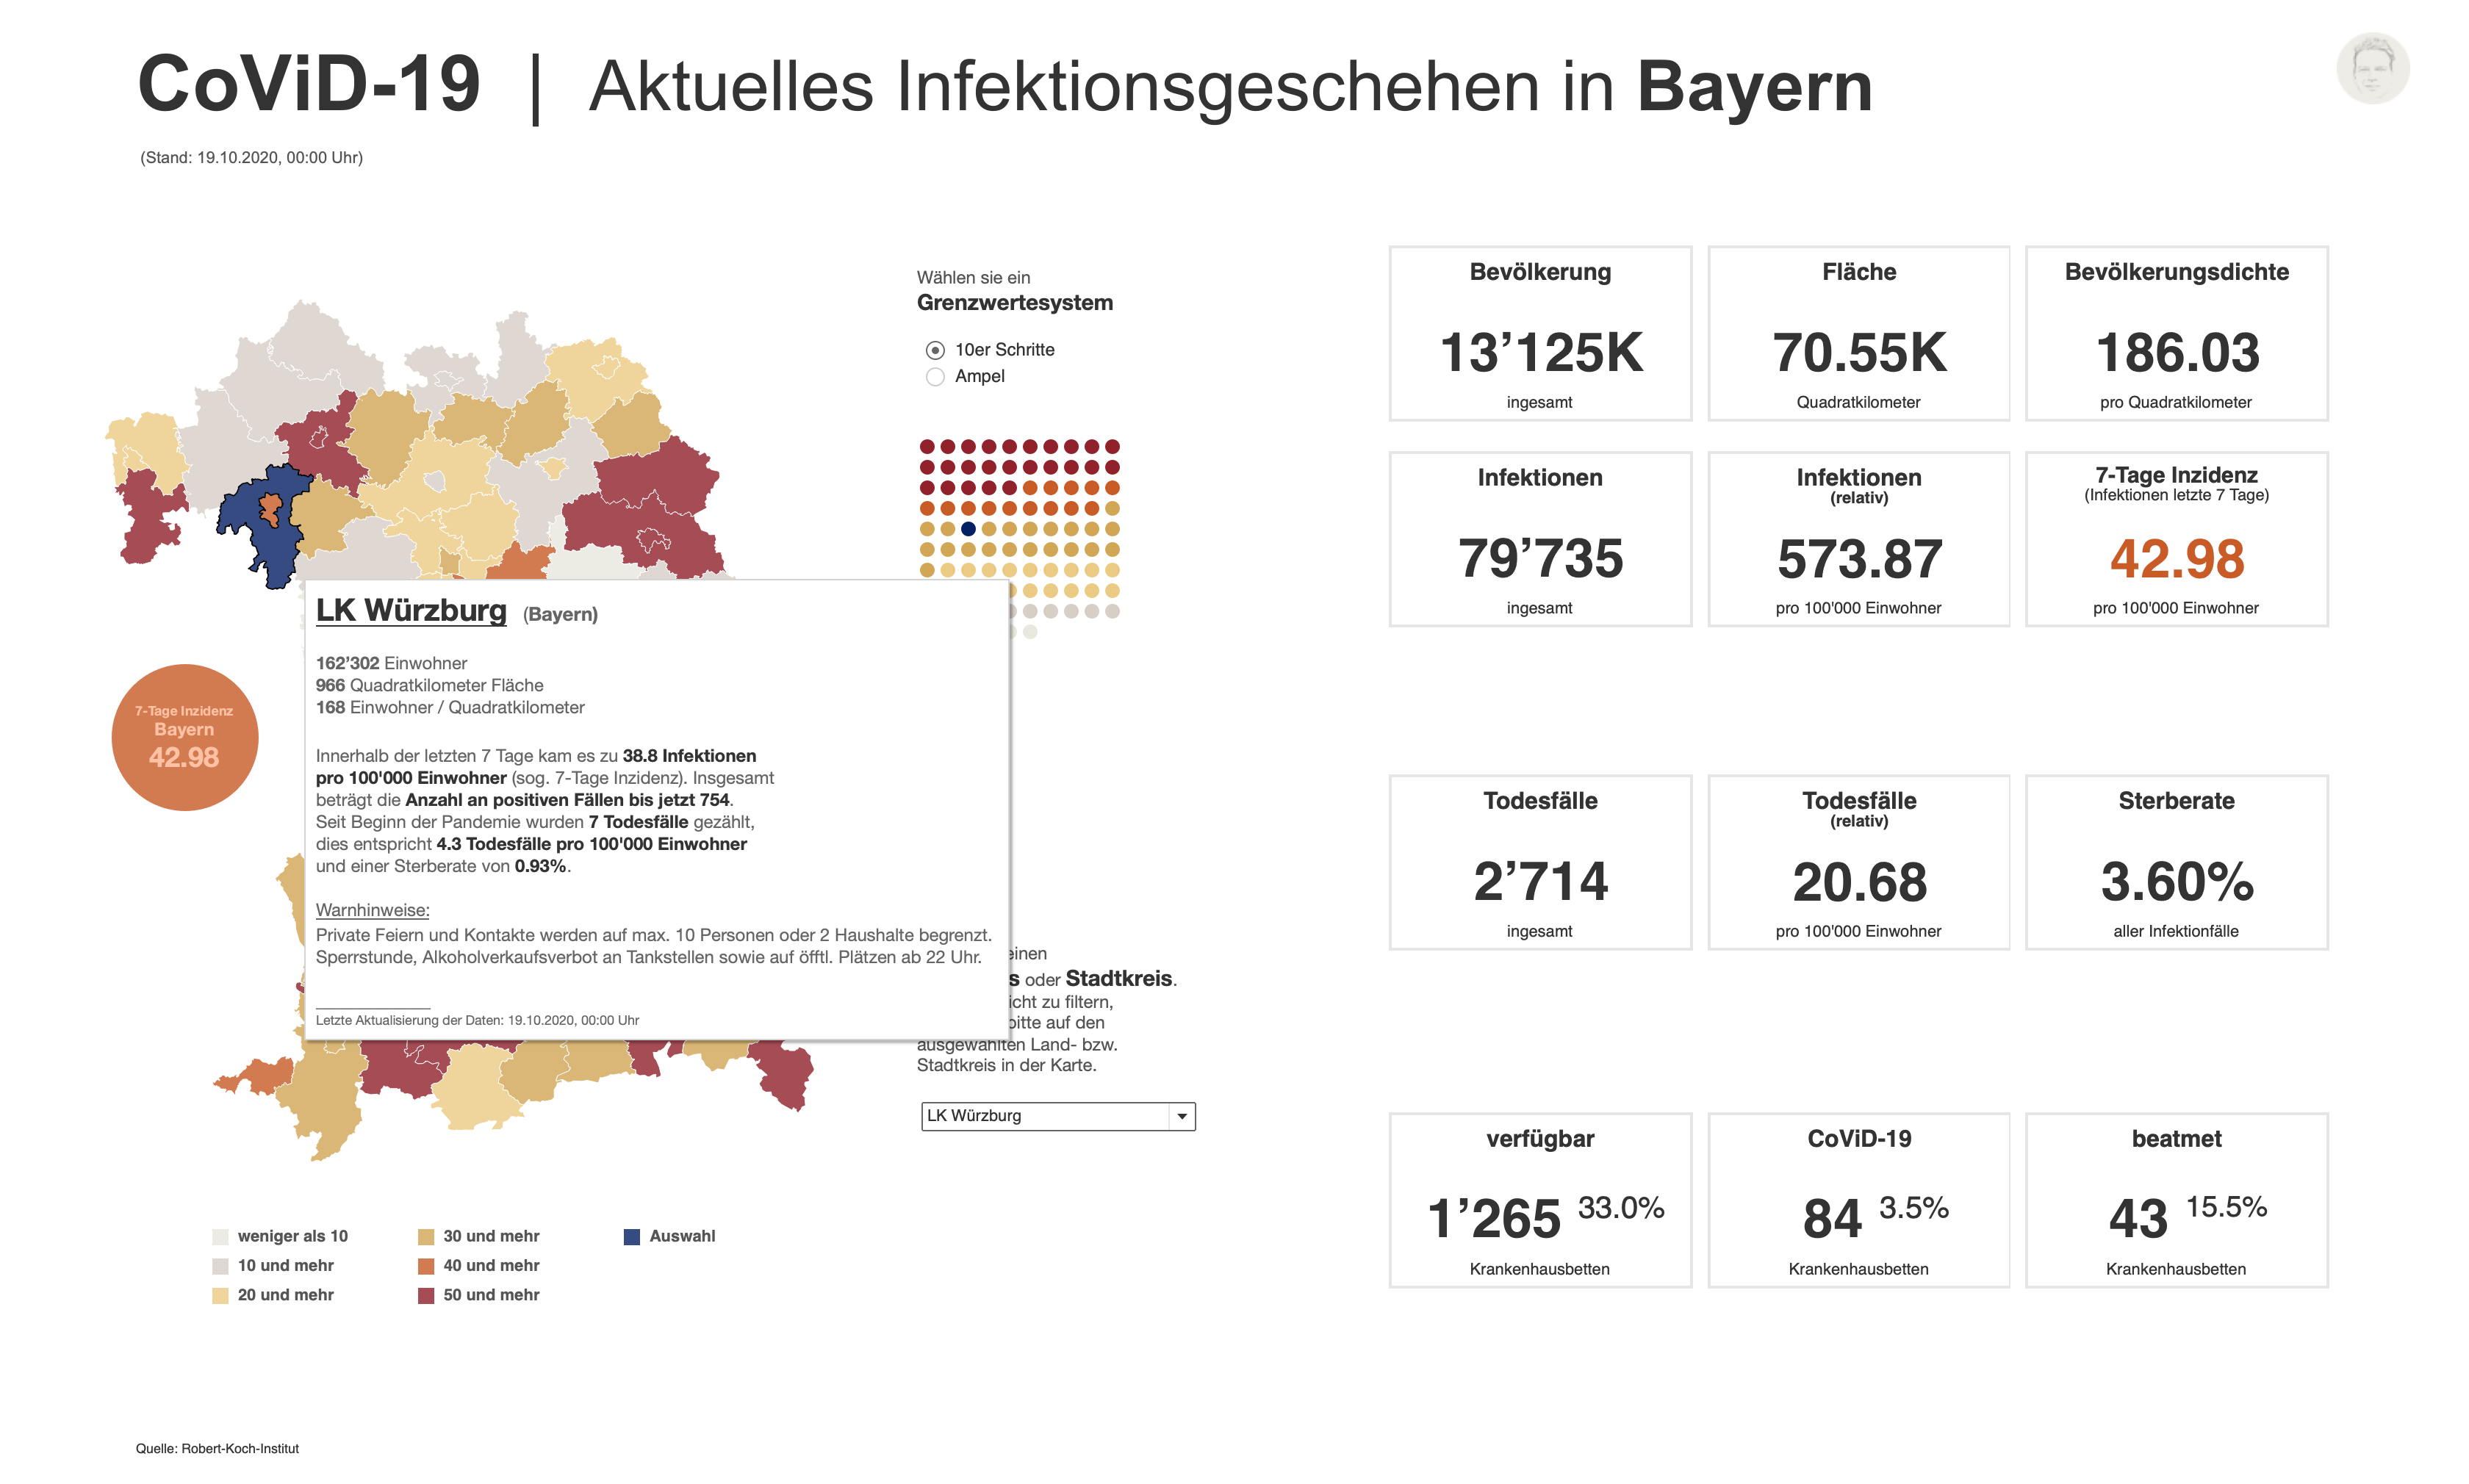 CoViD-19 | Aktuelles Infektionsgeschehen in Bayern
(Stand: 19.10.2020, 00:00 Uhr)
Wählen sie ein
Grenzwertesystem
10er Schritte
Ampel
LK Würzburg (Bayern)
162’302 Einwohner
966 Quadratkilometer Fläche
168 Einwohner / Quadratkilometer
Innerhalb der letzten 7 Tage kam es zu 38.8 Infektionen
pro 100'000 Einwohner (sog. 7-Tage Inzidenz). Insgesamt
beträgt die Anzahl an positiven Fällen bis jetzt 754.
Seit Beginn der Pandemie wurden 7 Todesfälle gezählt,
dies entspricht 4.3 Todesfälle pro 100'000 Einwohner
und einer Sterberate von 0.93%.
Warnhinweise:
Private Feiern und Kontakte werden auf max. 10 Personen oder 2 Haushalte begrenzt.
Sperrstunde, Alkoholverkaufsverbot an Tankstellen sowie auf öfftl. Plätzen ab 22 Uhr.
Letzte Aktualisierung der Daten: 19.10.2020, 00:00 Uhr
7-Tage Inzidenz
Bayern
42.98
einen
s oder Stadtkreis.
icht zu filtern,
bitte auf den
ausgewählten Land- bzw.
Stadtkreis in der Karte.
LK Würzburg
weniger als 10
10 und mehr
20 und mehr
30 und mehr
40 und mehr
50 und mehr
Auswahl
Bevölkerung
13’125K
ingesamt
Fläche
70.55K
Quadratkilometer
Bevölkerungsdichte
186.03
pro Quadratkilometer
Infektionen
79’735
ingesamt
Infektionen
(relativ)
573.87
pro 100'000 Einwohner
7-Tage Inzidenz
(Infektionen letzte 7 Tage)
42.98
pro 100'000 Einwohner
Todesfälle
2’714
ingesamt
Todesfälle
(relativ)
20.68
pro 100'000 Einwohner
Sterberate
3.60%
aller Infektionfälle
verfügbar
1’265 33.0%
Krankenhausbetten
CoViD-19
84 3.5%
Krankenhausbetten
beatmet
43 15.5%
Krankenhausbetten
Quelle: Robert-Koch-Institut